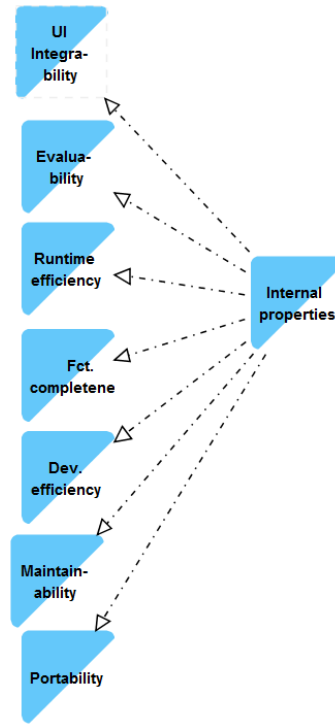 UI
Integra-
bility
Evalua-
bility
Runtime
efficiency
Internal
properties
Fct.
completene
Dev.
efficiency
Maintain-
ability
Portability